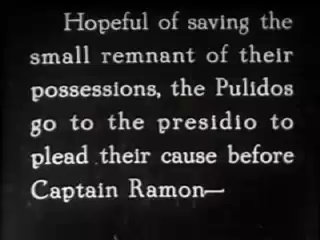 Hopeful of saving the
small remnant of their
possessions, the Pulidos
go to the presidio to
plead their cause before
Captain Ramon—